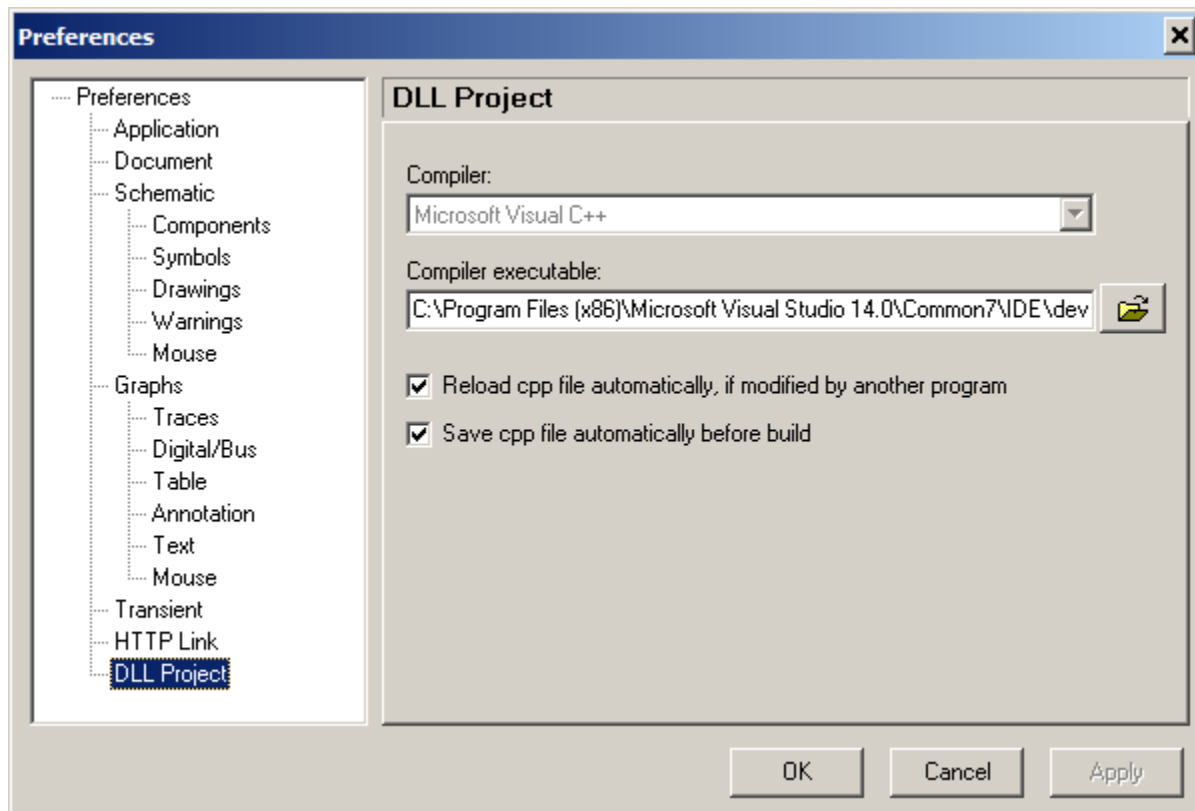 Preferences
Preferences
Application
Document
Schematic
Components
Symbols
Drawings
Warnings
Mouse
Graphs
Traces
Digital/Bus
Table
Annotation
Text
Mouse
Transient
HTTP Link
DLL Project
DLL Project
Compiler:
Microsoft Visual C++
Compiler executable:
C:\Program Files (x86)\Microsoft Visual Studio 14.0\Common7\IDE\dev
Reload cpp file automatically, if modified by another program
Save cpp file automatically before build
OK Cancel Apply